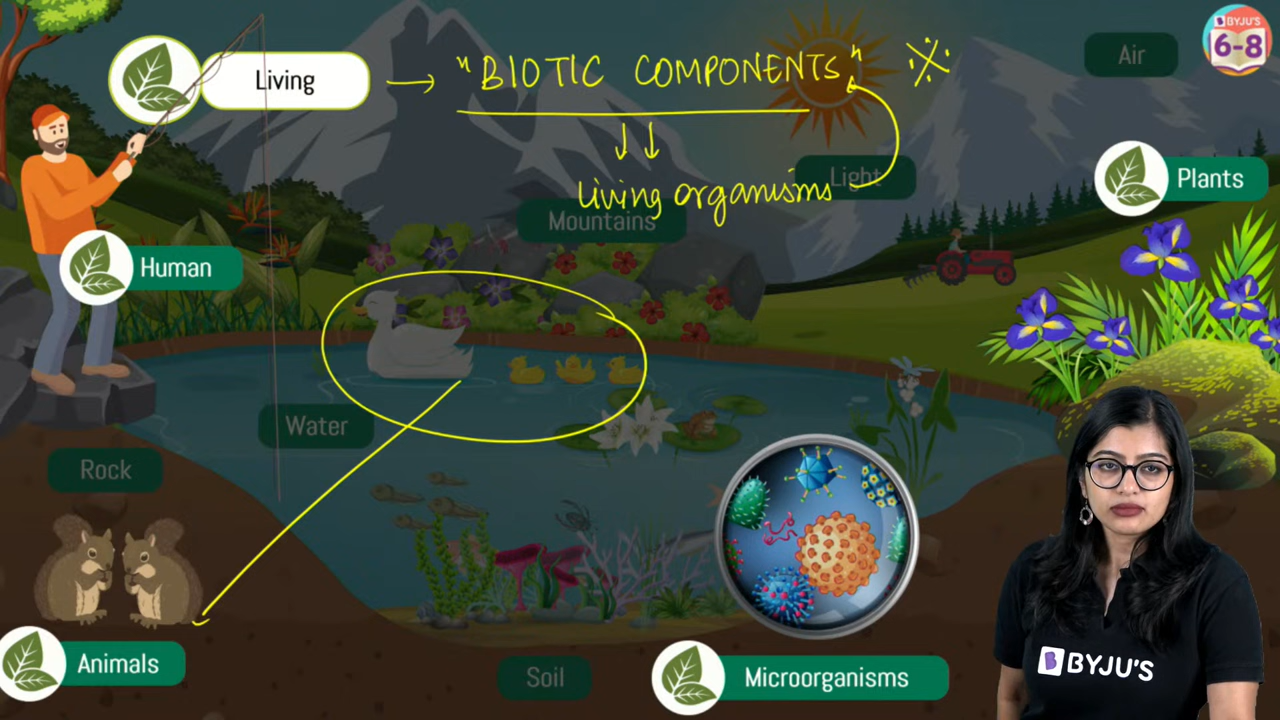 BYJU'S
6-8
Living → "BIOTIC COMPONENTS"
Air
Light
Living organisms
Plants
Mountains
Human
Water
Rock
Animals
Soil
Microorganisms
BYJU'S